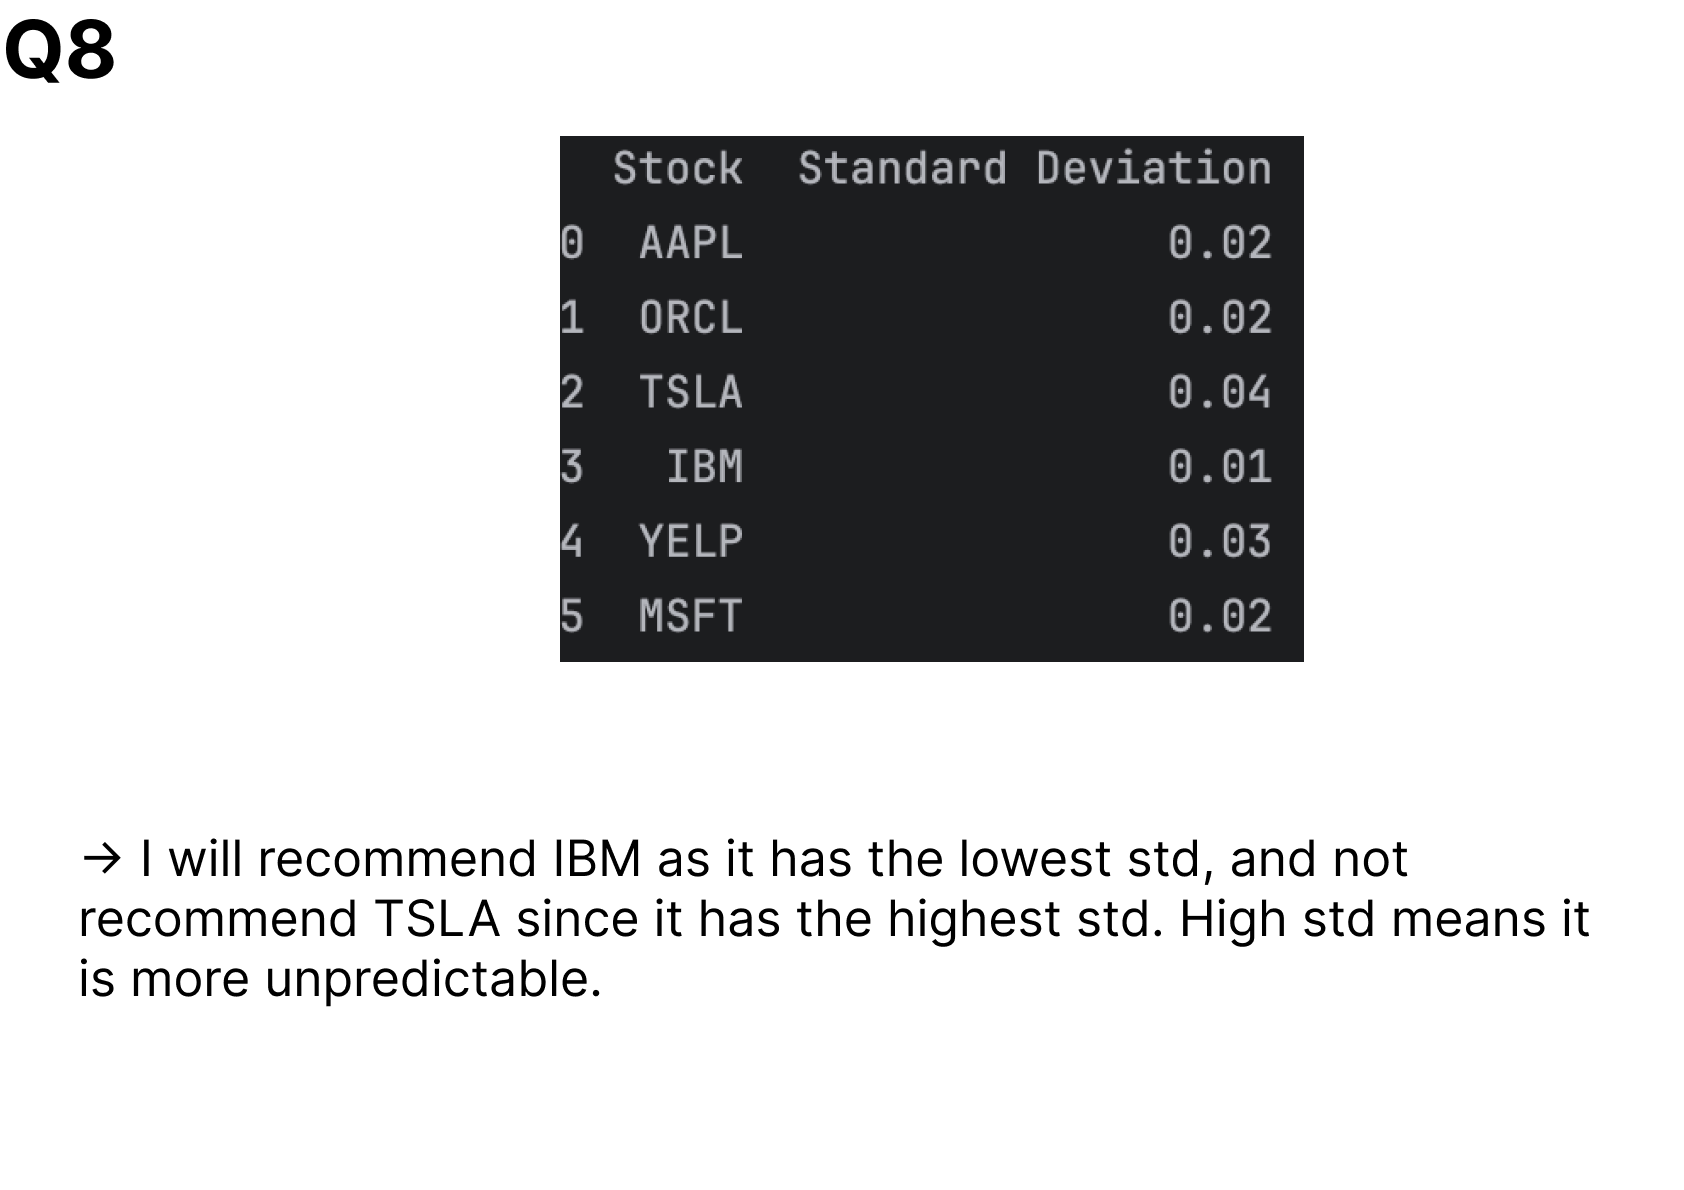 Q8
Stock Standard Deviation
0 AAPL 0.02
1 ORCL 0.02
2 TSLA 0.04
3 IBM 0.01
4 YELP 0.03
5 MSFT 0.02
→ I will recommend IBM as it has the lowest std, and not
recommend TSLA since it has the highest std. High std means it
is more unpredictable.